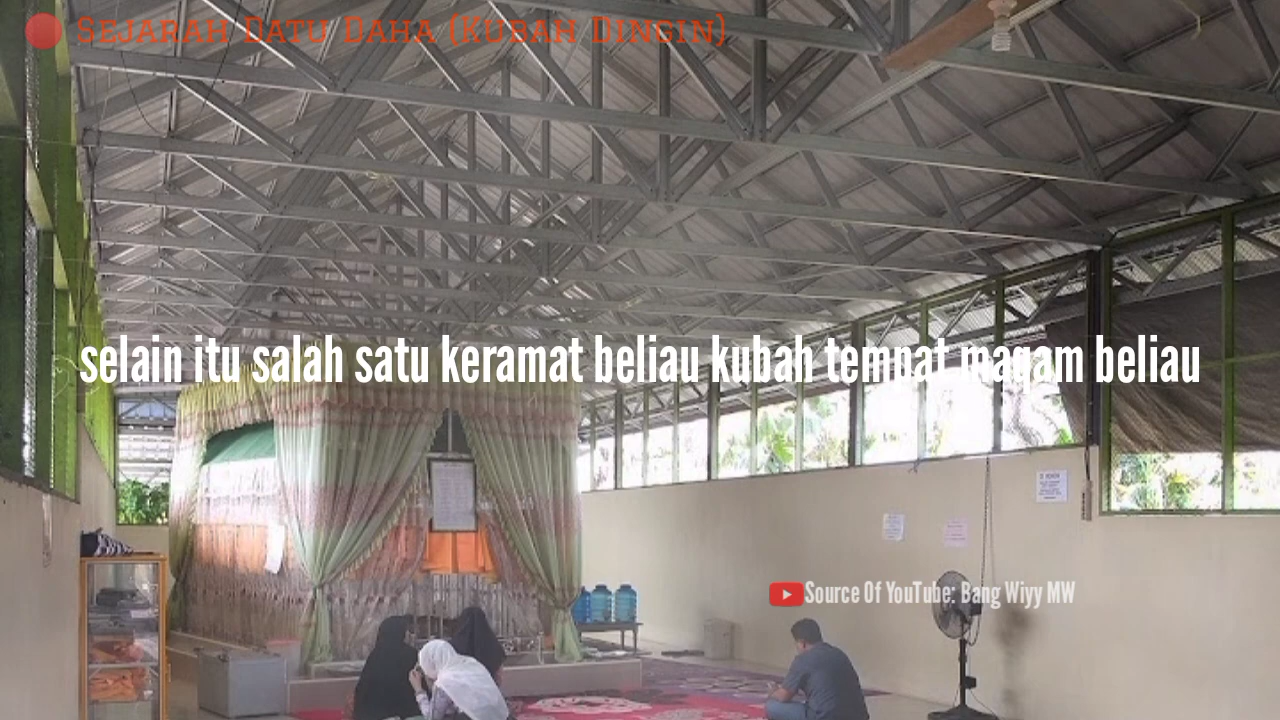 Sejarah Datu Daha (Kubah Dingin)
selain itu salah satu keramat beliau kubah tempat maqam beliau
Source Of YouTube: Bang Wiyy MW